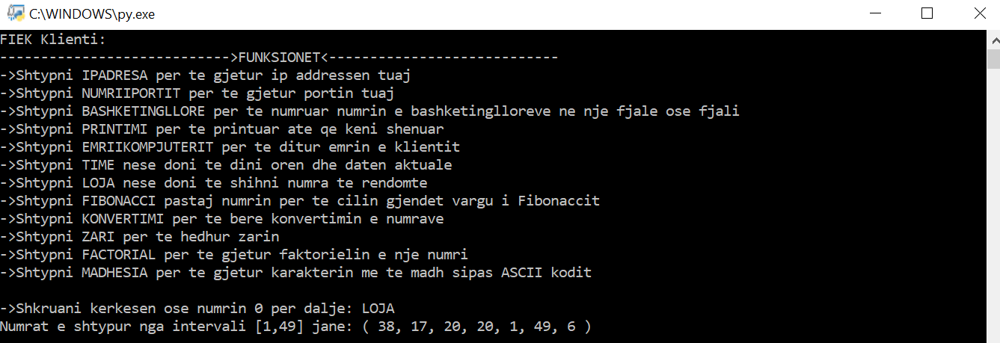 C:\WINDOWS\py.exe
FIEK Klienti:
---------------------------->FUNKSIONET<----------------------------
->Shtypni IPADRESA per te gjetur ip addressen tuaj
->Shtypni NUMRIIPORTIT per te gjetur portin tuaj
->Shtypni BASHKETINGLLORE per te numruar numrin e bashketinglloreve ne nje fjale ose fjali
->Shtypni PRINTIMI per te printuar ate qe keni shenuar
->Shtypni EMRIIKOMPJUTERIT per te ditur emrin e klientit
->Shtypni TIME nese doni te dini oren dhe daten aktuale
->Shtypni LOJA nese doni te shihni numra te rendomte
->Shtypni FIBONACCI pastaj numrin per te cilin gjendet vargu i Fibonaccit
->Shtypni KONVERTIMI per te bere konvertimin e numrave
->Shtypni ZARI per te hedhur zarin
->Shtypni FACTORIAL per te gjetur faktorielin e nje numri
->Shtypni MADHESIA per te gjetur karakterin me te madh sipas ASCII kodit
->Shkruani kerkesen ose numrin 0 per dalje: LOJA
Numrat e shtypur nga intervali [1,49] jane: ( 38, 17, 20, 20, 1, 49, 6 )